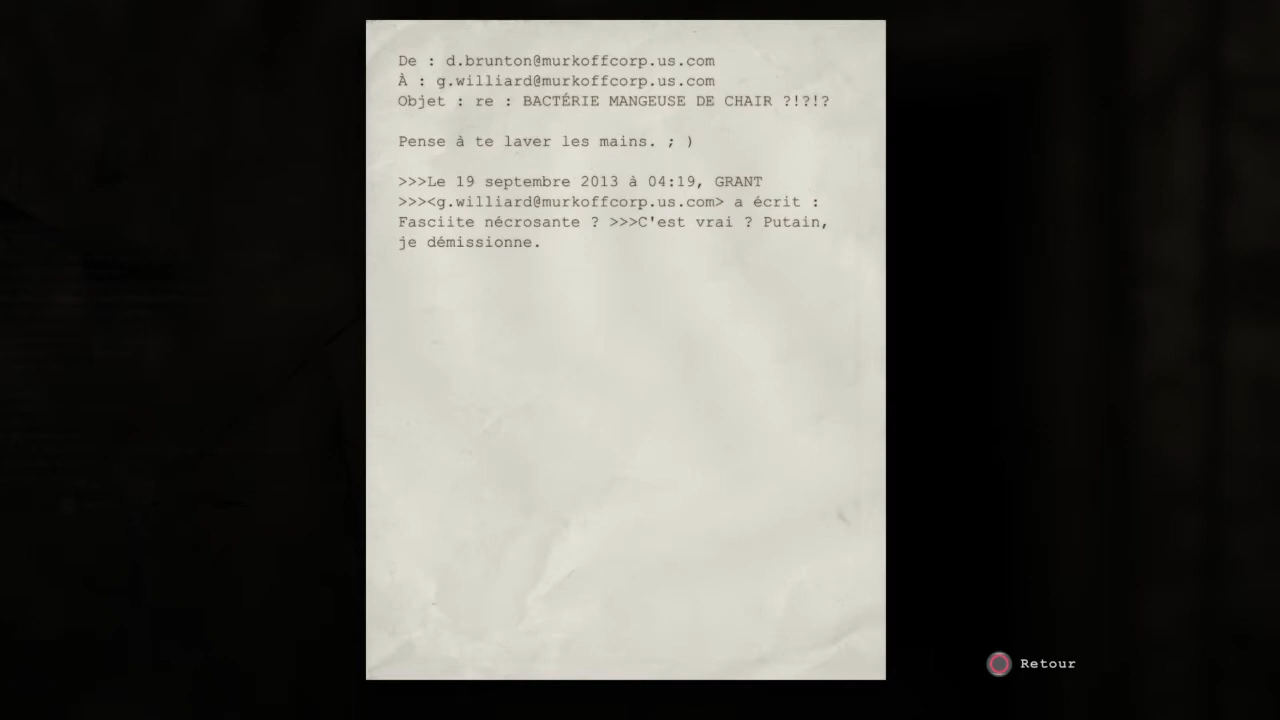 De : d.brunton@murkoffcorp.us.com
À : g.williard@murkoffcorp.us.com
Objet : re : BACTÉRIE MANGEUSE DE CHAIR ?!?!?
Pense à te laver les mains. ; )
>>>Le 19 septembre 2013 à 04:19, GRANT
>>><g.williard@murkoffcorp.us.com> a écrit :
Fasciite nécrosante ? >>>C'est vrai ? Putain,
je démissionne.
Retour